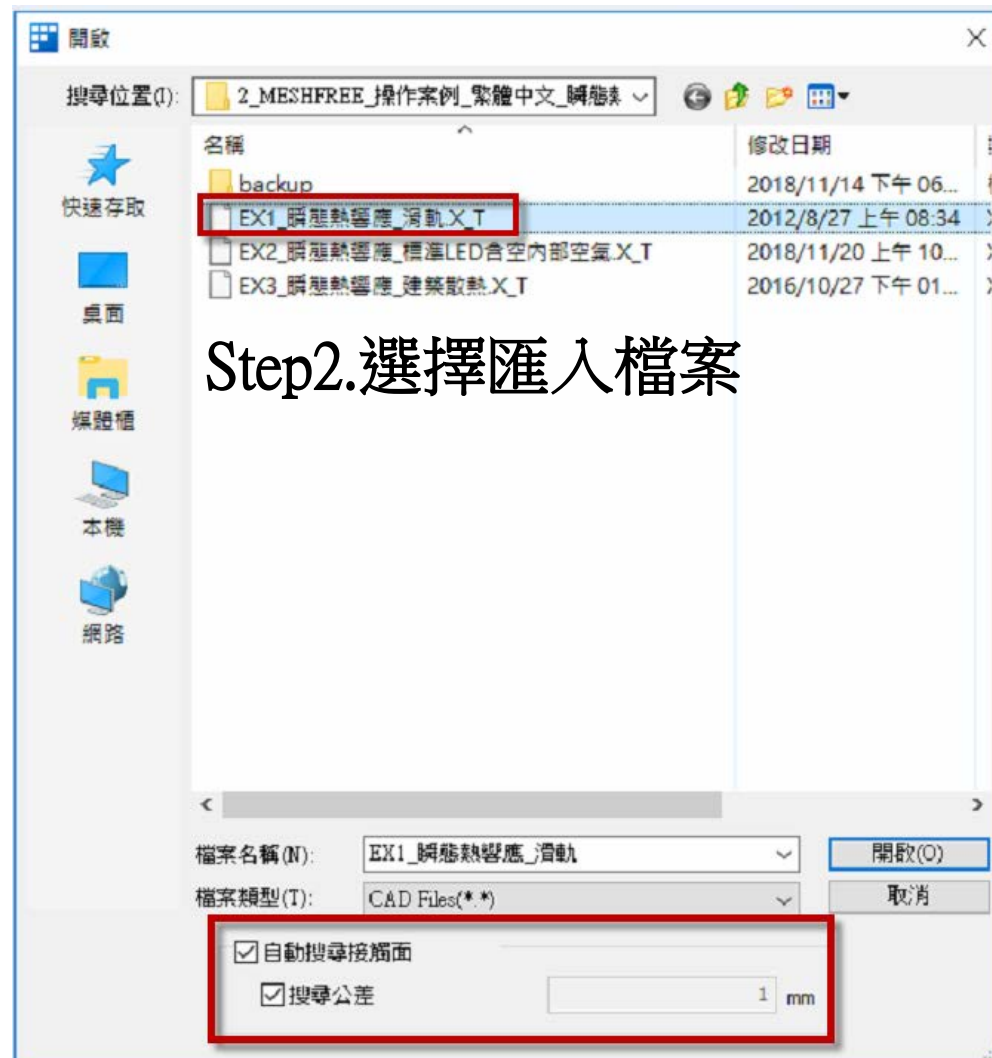 開啟
搜尋位置(I): 2_MESHFREE_操作案例_繁體中文_瞬態
名稱 修改日期
backup 2018/11/14 下午 06...
EX1_瞬態熱響應_滑軌.X_T 2012/8/27 上午 08:34
EX2_瞬態熱響應_標準LED含空內部空氣.X_T 2018/11/20 上午 10...
EX3_瞬態熱響應_建築散熱.X_T 2016/10/27 下午 01...
快速存取
桌面
媒體櫃
本機
網路
Step2.選擇匯入檔案
檔案名稱(N): EX1_瞬態熱響應_滑軌 開啟(O)
檔案類型(T): CAD Files(*.*) 取消
自動搜尋接觸面
搜尋公差 1 mm